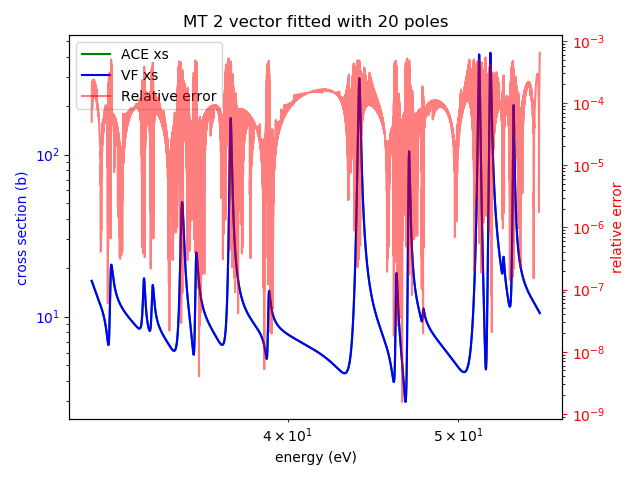 MT 2 vector fitted with 20 poles
ACE xs
VF xs
Relative error
cross section (b)
10²
10¹
10⁻³
10⁻⁴
10⁻⁵
10⁻⁶
10⁻⁷
10⁻⁸
10⁻⁹
relative error
4 × 10¹
5 × 10¹
energy (eV)